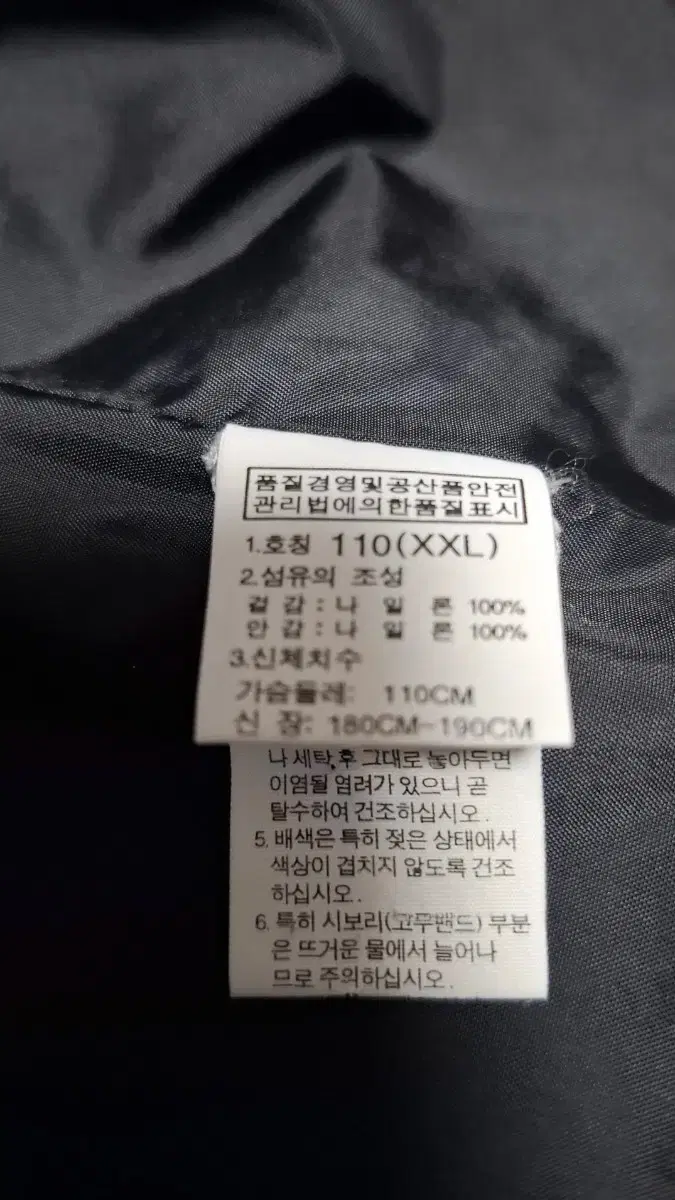 품질경영및공산품안전
관리법에의한품질표시
1.호칭 110(XXL)
2.섬유의 조성
겉 감 : 나 일 론 100%
안 감 : 나 일 론 100%
3.신체치수
가슴둘레: 110CM
신 장: 180CM-190CM
나 세탁,후 그대로 놓아두면
이염될 염려가 있으니 곧
탈수하여 건조하십시오.
5. 배색은 특히 젖은 상태에서
색상이 겹치지 않도록 건조
하십시오.
6. 특히 시보리(고무밴드) 부분
은 뜨거운 물에서 늘어나
므로 주의하십시오.